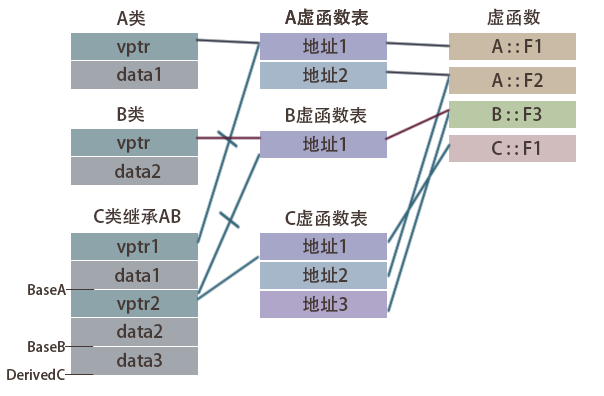 A类 A虚函数表 虚函数
vptr 地址1 A::F1
data1 地址2 A::F2
B类 B虚函数表 B::F3
vptr 地址1 C::F1
data2
C类继承AB C虚函数表
vptr1 地址1
data1 地址2
BaseA
vptr2 地址3
data2
BaseB
data3
DerivedC